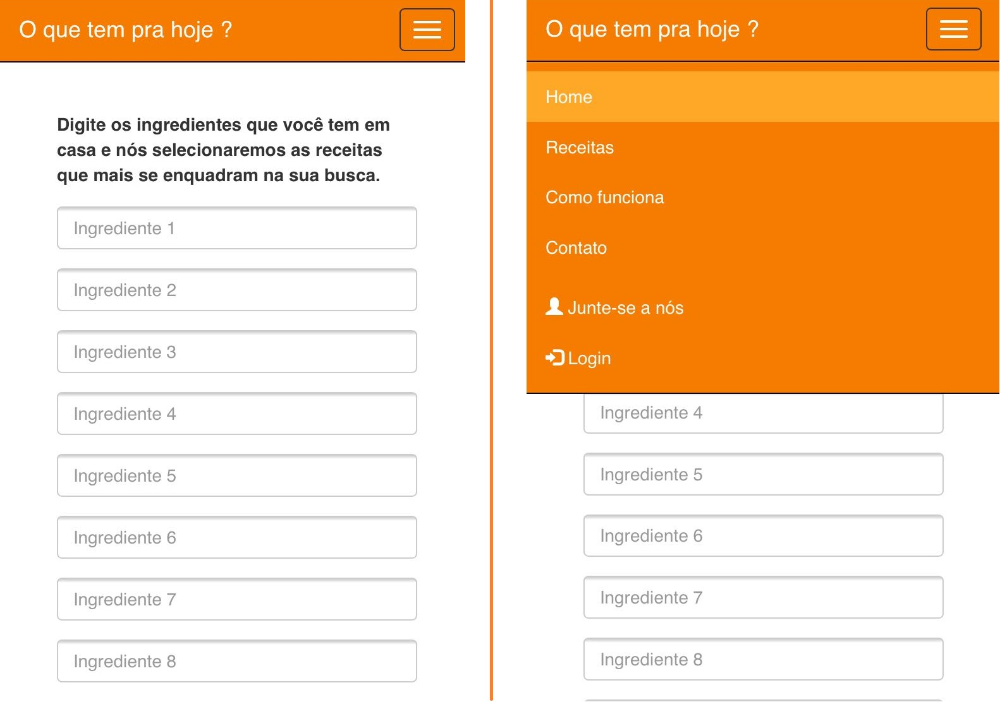 O que tem pra hoje ?
Digite os ingredientes que você tem em
casa e nós selecionaremos as receitas
que mais se enquadram na sua busca.
Ingrediente 1
Ingrediente 2
Ingrediente 3
Ingrediente 4
Ingrediente 5
Ingrediente 6
Ingrediente 7
Ingrediente 8
O que tem pra hoje ?
Home
Receitas
Como funciona
Contato
Junte-se a nós
Login
Ingrediente 4
Ingrediente 5
Ingrediente 6
Ingrediente 7
Ingrediente 8